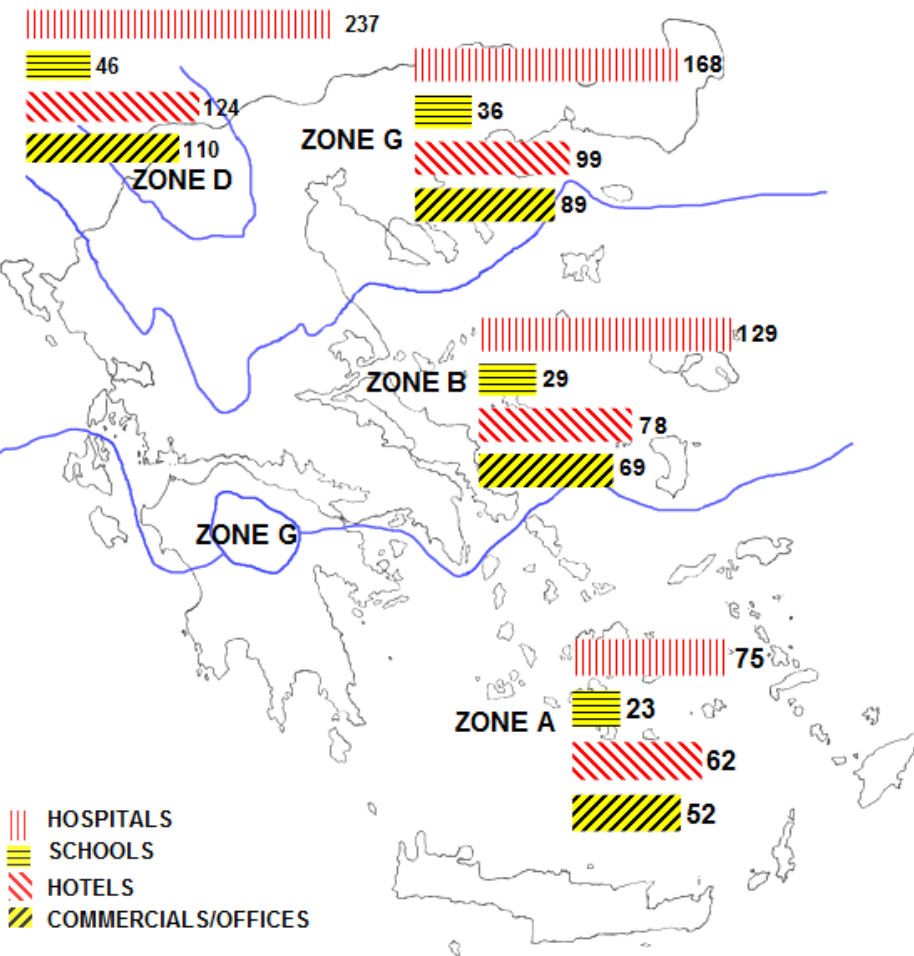 237
46
124
110
ZONE D
168
36
ZONE G
99
89
129
ZONE B
29
78
69
ZONE G
75
ZONE A
23
62
52
HOSPITALS
SCHOOLS
HOTELS
COMMERCIALS/OFFICES